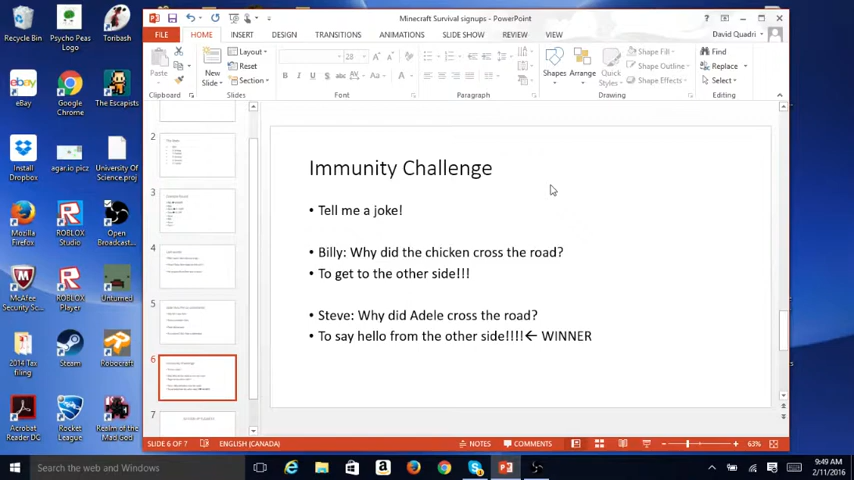 Minecraft Survival signups - PowerPoint
David Quadri
FILE HOME INSERT DESIGN TRANSITIONS ANIMATIONS SLIDE SHOW REVIEW VIEW
Paste
Clipboard
New
Slide
Layout
Reset
Section
Slides
28
Font
Paragraph
Shapes
Arrange
Quick
Styles
Shape Fill
Shape Outline
Shape Effects
Drawing
Find
Replace
Select
Editing
Recycle Bin
Psycho Peas
Logo
Toribash
eBay
Google
Chrome
The Escapists
Install
Dropbox
agar.io picz
University Of
Science.proj
Mozilla
Firefox
ROBLOX
Studio
Open
Broadcast...
McAfee
Security Sc...
ROBLOX
Player
Unturned
2014 Tax
filing
Steam
Robocraft
Acrobat
Reader DC
Rocket
League
Realm of the
Mad God
2
3
4
5
6
7
Immunity Challenge
• Tell me a joke!
• Billy: Why did the chicken cross the road?
• To get to the other side!!!
• Steve: Why did Adele cross the road?
• To say hello from the other side!!!!← WINNER
SLIDE 6 OF 7 ENGLISH (CANADA)
NOTES COMMENTS 63%
Search the web and Windows
9:49 AM
2/11/2016